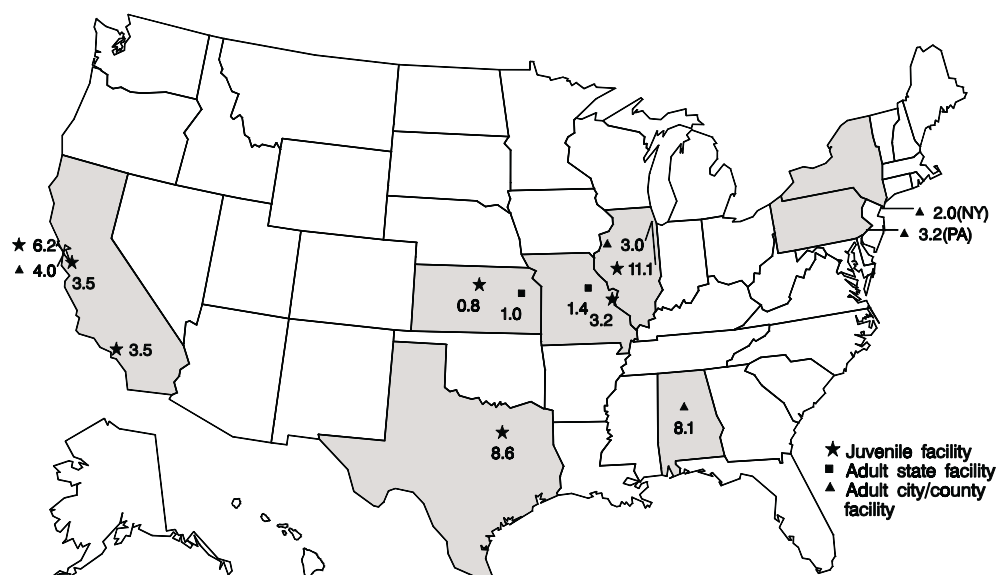 2.0(NY)
3.2(PA)
6.2
4.0
3.5
3.0
11.1
0.8
1.0
1.4
3.2
3.5
8.1
8.6
Juvenile facility
Adult state facility
Adult city/county
facility